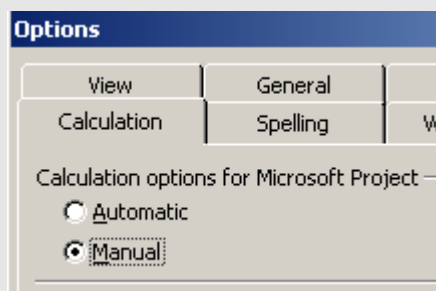 Options
View General
Calculation Spelling
Calculation options for Microsoft Project
Automatic
Manual